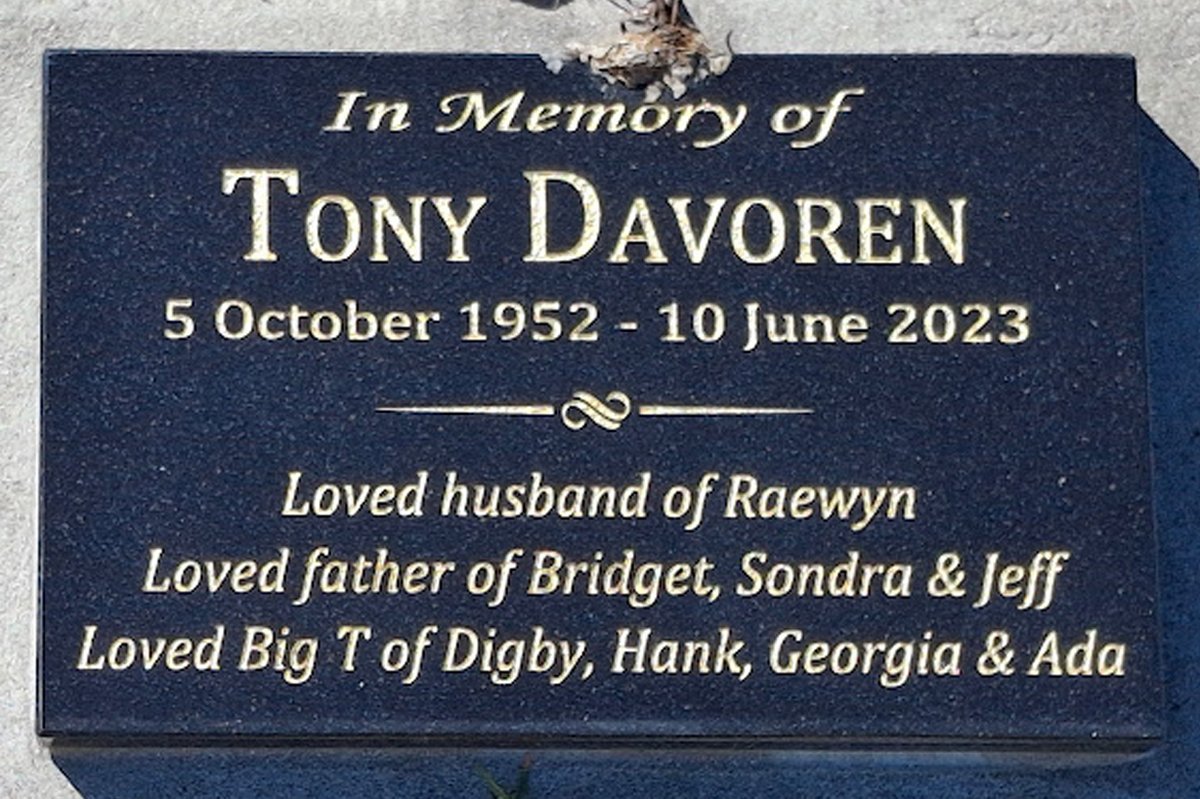 In Memory of
TONY DAVOREN
5 October 1952 - 10 June 2023
Loved husband of Raewyn
Loved father of Bridget, Sondra & Jeff
Loved Big T of Digby, Hank, Georgia & Ada